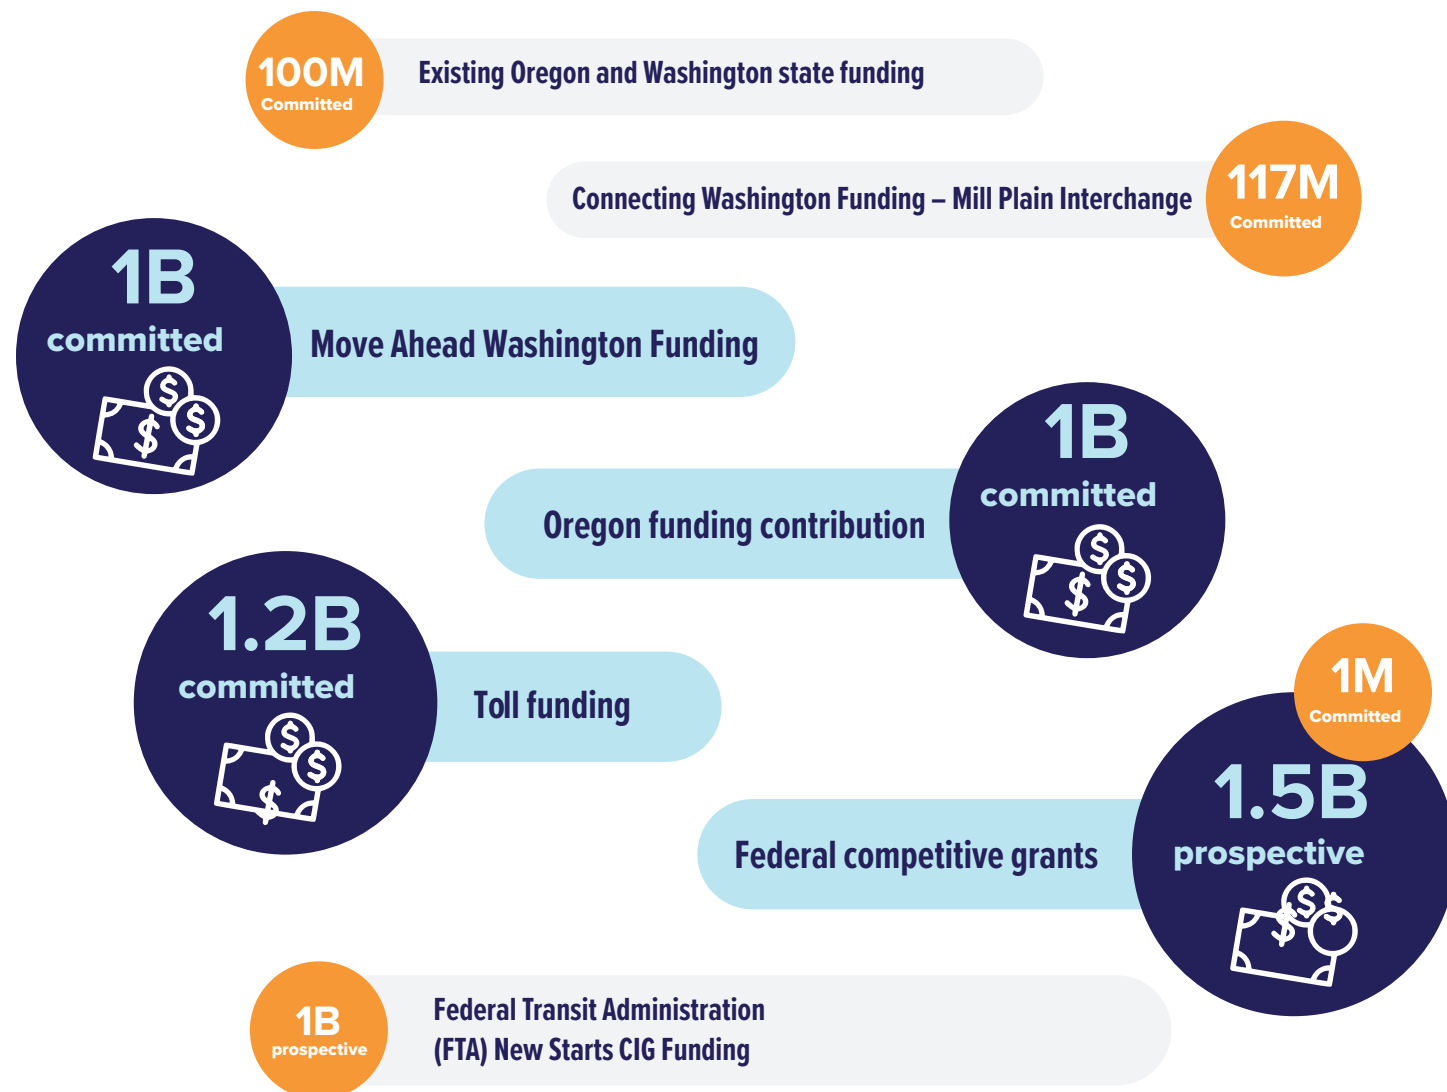 100M
Committed
Existing Oregon and Washington state funding
Connecting Washington Funding – Mill Plain Interchange
117M
Committed
1B
committed
Move Ahead Washington Funding
Oregon funding contribution
1B
committed
1.2B
committed
Toll funding
1M
Committed
Federal competitive grants
1.5B
prospective
1B
prospective
Federal Transit Administration
(FTA) New Starts CIG Funding